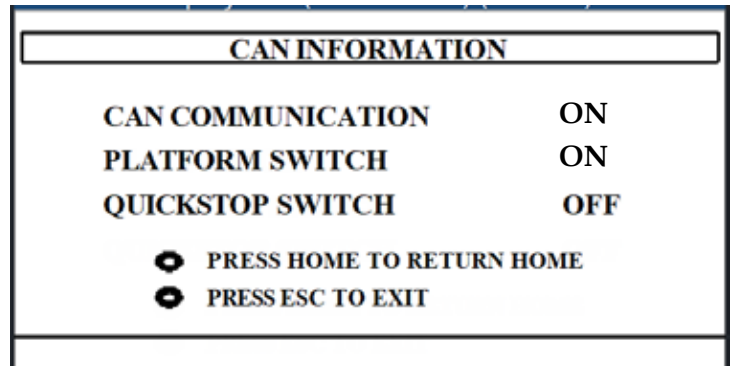 CAN INFORMATION
CAN COMMUNICATION ON
PLATFORM SWITCH ON
QUICKSTOP SWITCH OFF
PRESS HOME TO RETURN HOME
PRESS ESC TO EXIT